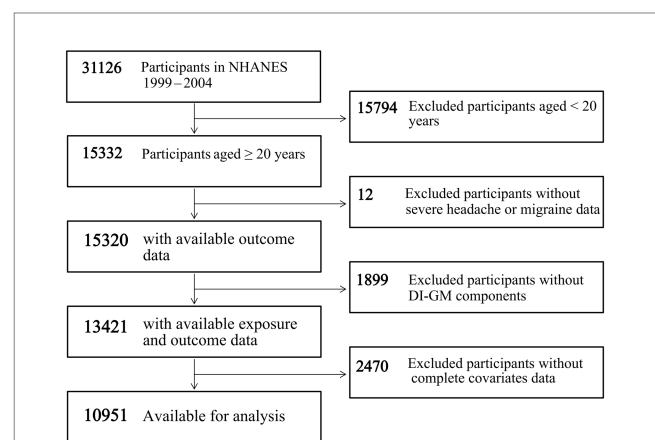 31126 Participants in NHANES
1999–2004
15794 Excluded participants aged < 20
years
15332 Participants aged ≥ 20 years
12 Excluded participants without
severe headache or migraine data
15320 with available outcome
data
1899 Excluded participants without
DI-GM components
13421 with available exposure
and outcome data
2470 Excluded participants without
complete covariates data
10951 Available for analysis